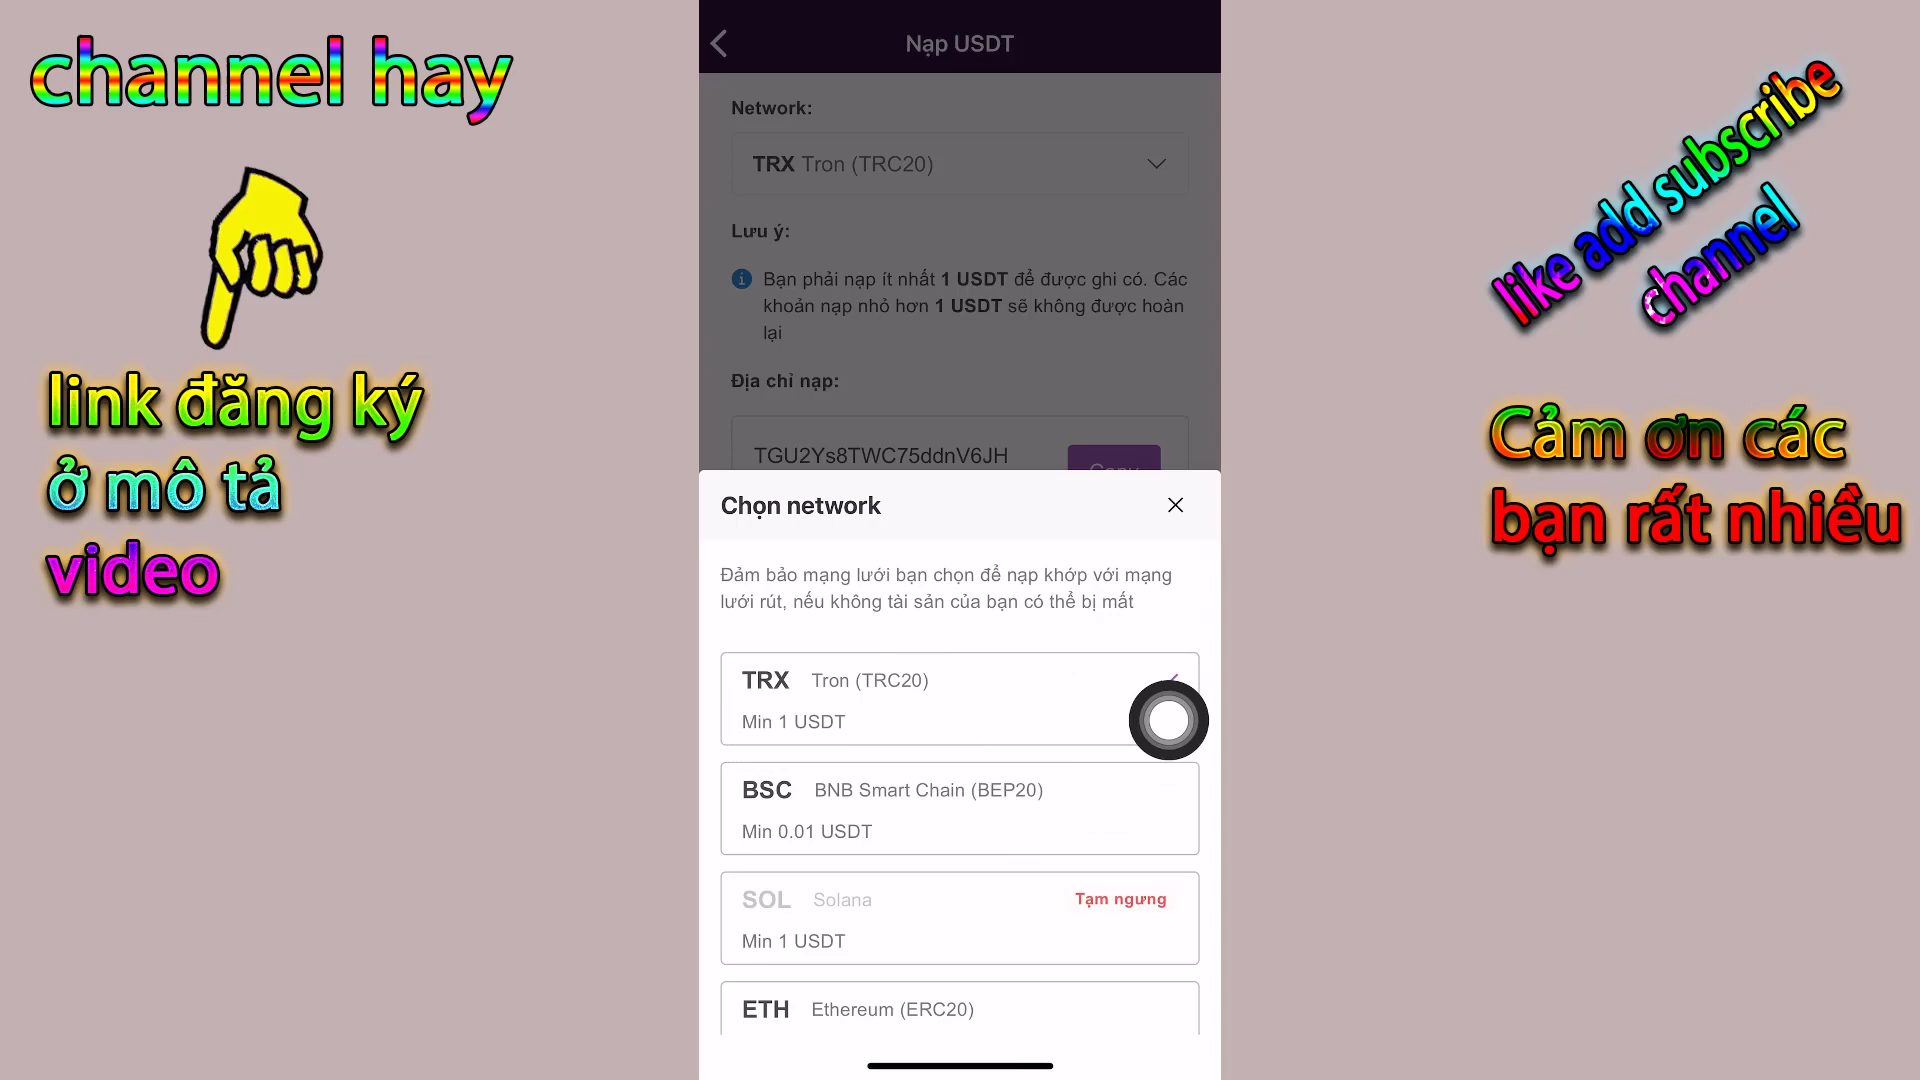 channel hay
link đăng ký
ở mô tả
video
Nạp USDT
Network:
TRX Tron (TRC20)
Lưu ý:
Bạn phải nạp ít nhất 1 USDT để được ghi có. Các
khoản nạp nhỏ hơn 1 USDT sẽ không được hoàn
lại
Địa chỉ nạp:
TGU2Ys8TWC75ddnV6JH
Copy
Chọn network
Đảm bảo mạng lưới bạn chọn để nạp khớp với mạng
lưới rút, nếu không tài sản của bạn có thể bị mất
TRX Tron (TRC20)
Min 1 USDT
BSC BNB Smart Chain (BEP20)
Min 0.01 USDT
SOL Solana Tạm ngưng
Min 1 USDT
ETH Ethereum (ERC20)
like add subscribe
channel
Cảm ơn các
bạn rất nhiều